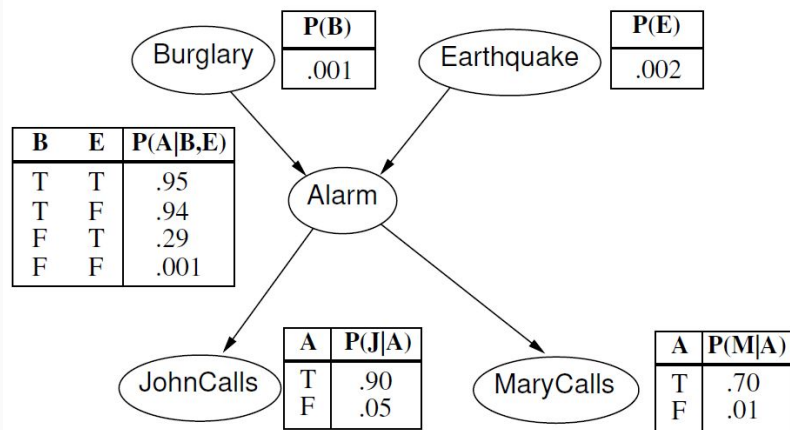 Burglary
P(B)
.001
Earthquake
P(E)
.002
B E P(A|B,E)
T T .95
T F .94
F T .29
F F .001
Alarm
JohnCalls
A P(J|A)
T .90
F .05
MaryCalls
A P(M|A)
T .70
F .01